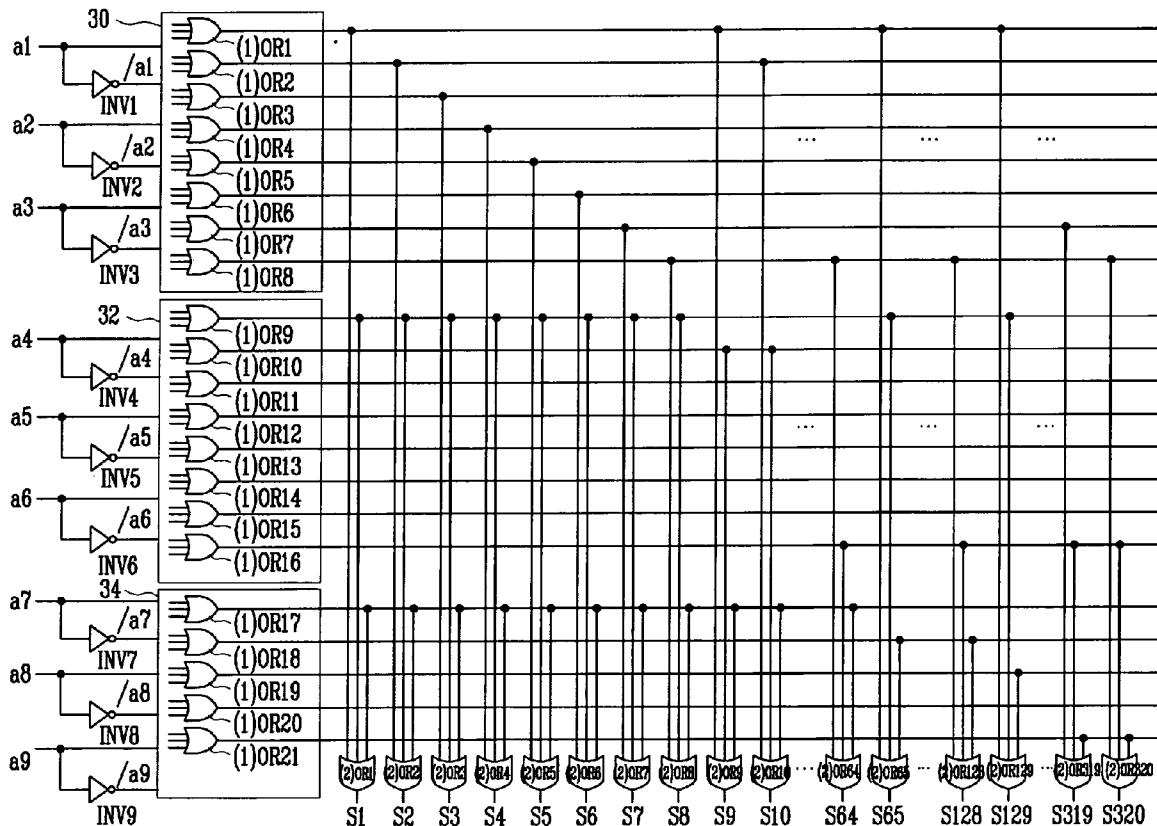 30
a1
/a1
INV1
a2
/a2
INV2
a3
/a3
INV3
(1)OR1
(1)OR2
(1)OR3
(1)OR4
(1)OR5
(1)OR6
(1)OR7
(1)OR8
... ... ...
32
a4
/a4
INV4
a5
/a5
INV5
a6
/a6
INV6
(1)OR9
(1)OR10
(1)OR11
(1)OR12
(1)OR13
(1)OR14
(1)OR15
(1)OR16
... ... ...
34
a7
/a7
INV7
a8
/a8
INV8
a9
/a9
INV9
(1)OR17
(1)OR18
(1)OR19
(1)OR20
(1)OR21
(2)OR1 (2)OR2 (2)OR4 (2)OR5 (2)OR6 (2)OR7 (2)OR8 (2)OR9 (2)OR10 (2)OR64 (2)OR65 (2)OR129 (2)OR319 (2)OR320
S1 S2 S3 S4 S5 S6 S7 S8 S9 S10 S64 S65 S128 S129 S319 S320